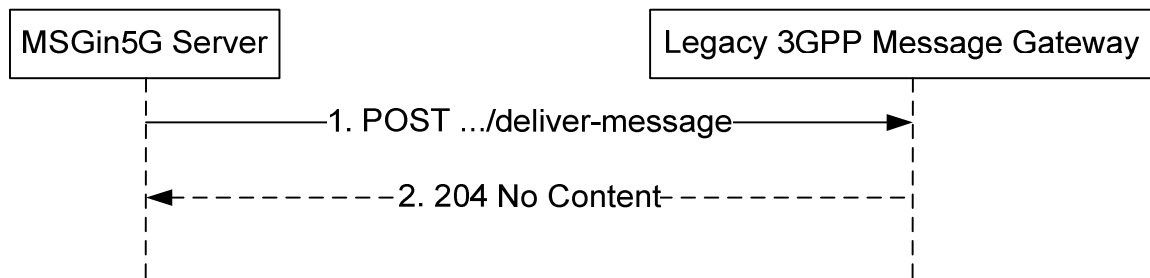 MSGin5G Server
Legacy 3GPP Message Gateway
1. POST .../deliver-message
2. 204 No Content